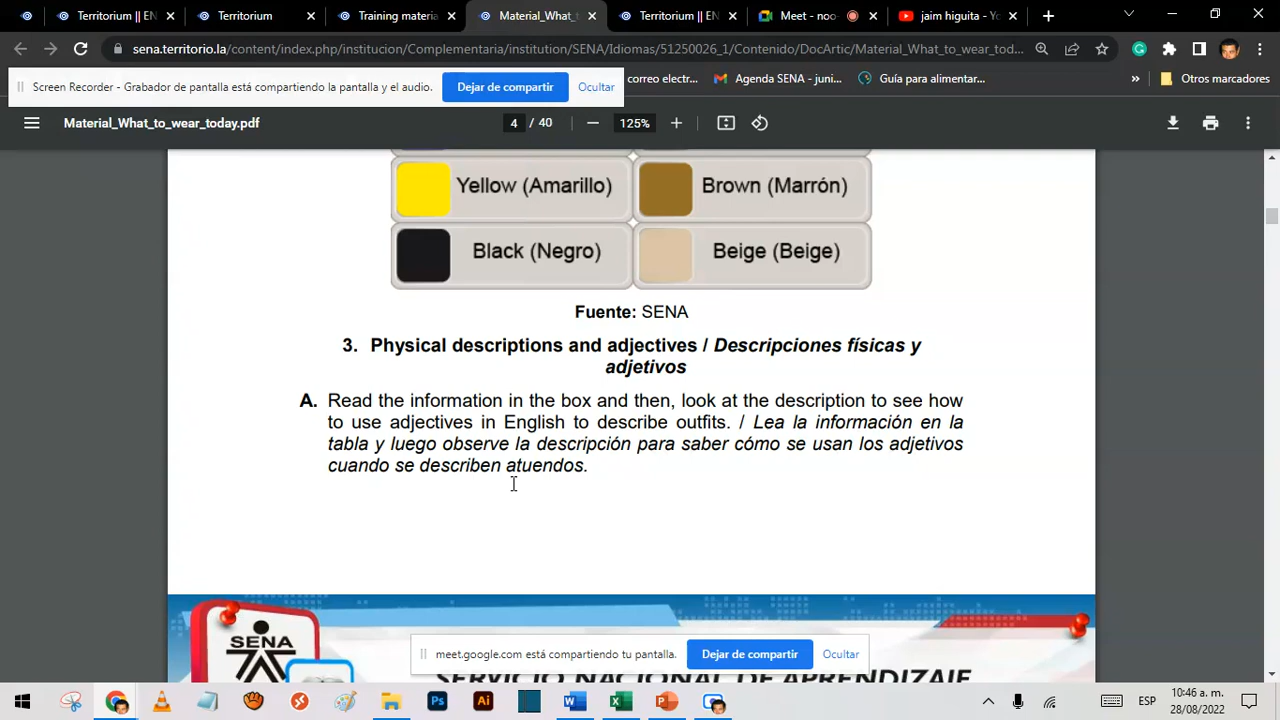 Territorium || EN
Territorium
Training materia
Material_What_to
Territorium || EN
Meet - noo
jaim higuita - Yo
sena.territorio.la/content/index.php/institucion/Complementaria/institution/SENA/Idiomas/51250026_1/Contenido/DocArtic/Material_What_to_wear_tod...
Screen Recorder - Grabador de pantalla está compartiendo la pantalla y el audio.
Dejar de compartir
Ocultar
correo electr...
Agenda SENA - juni...
Guía para alimentar...
»
Otros marcadores
Material_What_to_wear_today.pdf
4 / 40
125%
Yellow (Amarillo)
Brown (Marrón)
Black (Negro)
Beige (Beige)
Fuente: SENA
3. Physical descriptions and adjectives / Descripciones físicas y
adjetivos
A. Read the information in the box and then, look at the description to see how
to use adjectives in English to describe outfits. / Lea la información en la
tabla y luego observe la descripción para saber cómo se usan los adjetivos
cuando se describen atuendos.
SENA
meet.google.com está compartiendo tu pantalla.
Dejar de compartir
Ocultar
SERVICIO NACIONAL DE APRENDIZAJE
Ps
Ai
ESP
10:46 a. m.
28/08/2022